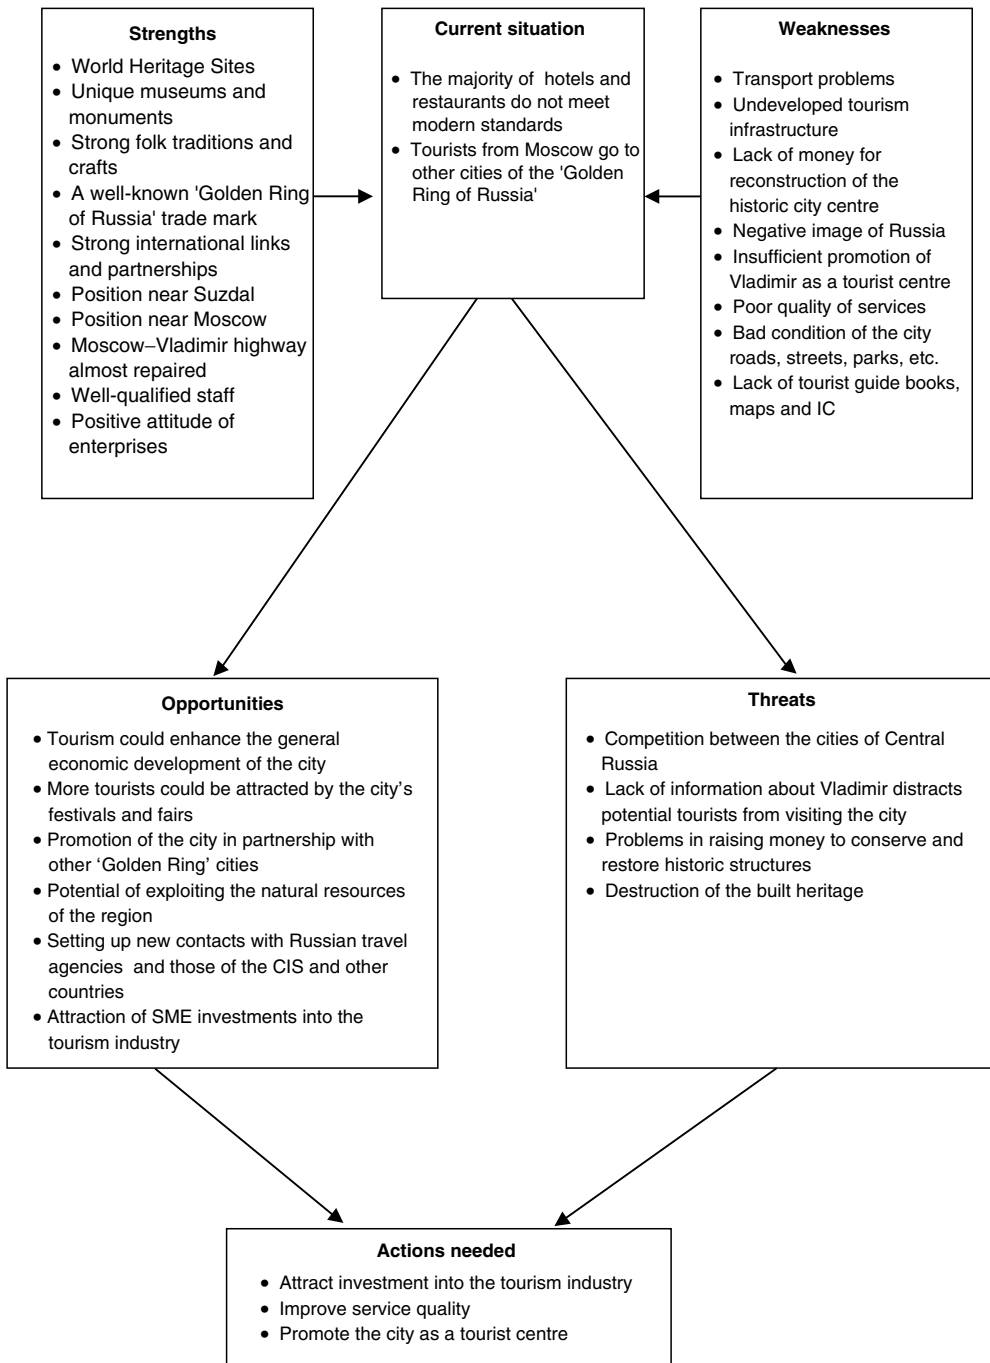 Strengths
• World Heritage Sites
• Unique museums and
monuments
• Strong folk traditions and
crafts
• A well-known 'Golden Ring
of Russia' trade mark
• Strong international links
and partnerships
• Position near Suzdal
• Position near Moscow
• Moscow–Vladimir highway
almost repaired
• Well-qualified staff
• Positive attitude of
enterprises
Current situation
• The majority of hotels and
restaurants do not meet
modern standards
• Tourists from Moscow go to
other cities of the 'Golden
Ring of Russia'
Weaknesses
• Transport problems
• Undeveloped tourism
infrastructure
• Lack of money for
reconstruction of the
historic city centre
• Negative image of Russia
• Insufficient promotion of
Vladimir as a tourist centre
• Poor quality of services
• Bad condition of the city
roads, streets, parks, etc.
• Lack of tourist guide books,
maps and IC
Opportunities
• Tourism could enhance the general
economic development of the city
• More tourists could be attracted by the city’s
festivals and fairs
• Promotion of the city in partnership with
other ‘Golden Ring’ cities
• Potential of exploiting the natural resources
of the region
• Setting up new contacts with Russian travel
agencies and those of the CIS and other
countries
• Attraction of SME investments into the
tourism industry
Threats
• Competition between the cities of Central
Russia
• Lack of information about Vladimir distracts
potential tourists from visiting the city
• Problems in raising money to conserve and
restore historic structures
• Destruction of the built heritage
Actions needed
• Attract investment into the tourism industry
• Improve service quality
• Promote the city as a tourist centre